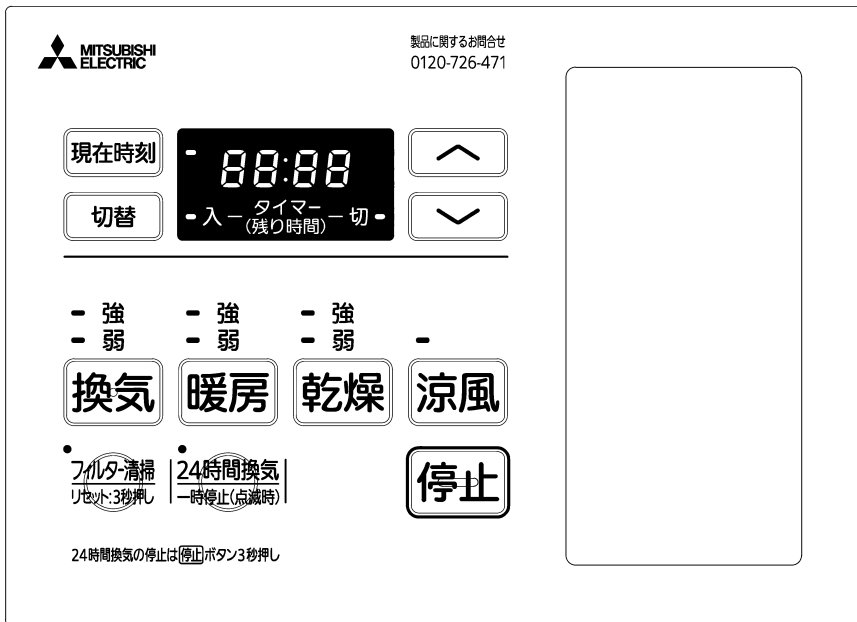 MITSUBISHI
ELECTRIC
製品に関するお問合せ
0120-726-471
現在時刻
88:88
切替
入
タイマー
(残り時間)
切
強
弱
強
弱
強
弱
換気
暖房
乾燥
涼風
フィルター清掃
リセット:3秒押し
24時間換気
一時停止(点滅時)
停止
24時間換気の停止は停止ボタン3秒押し